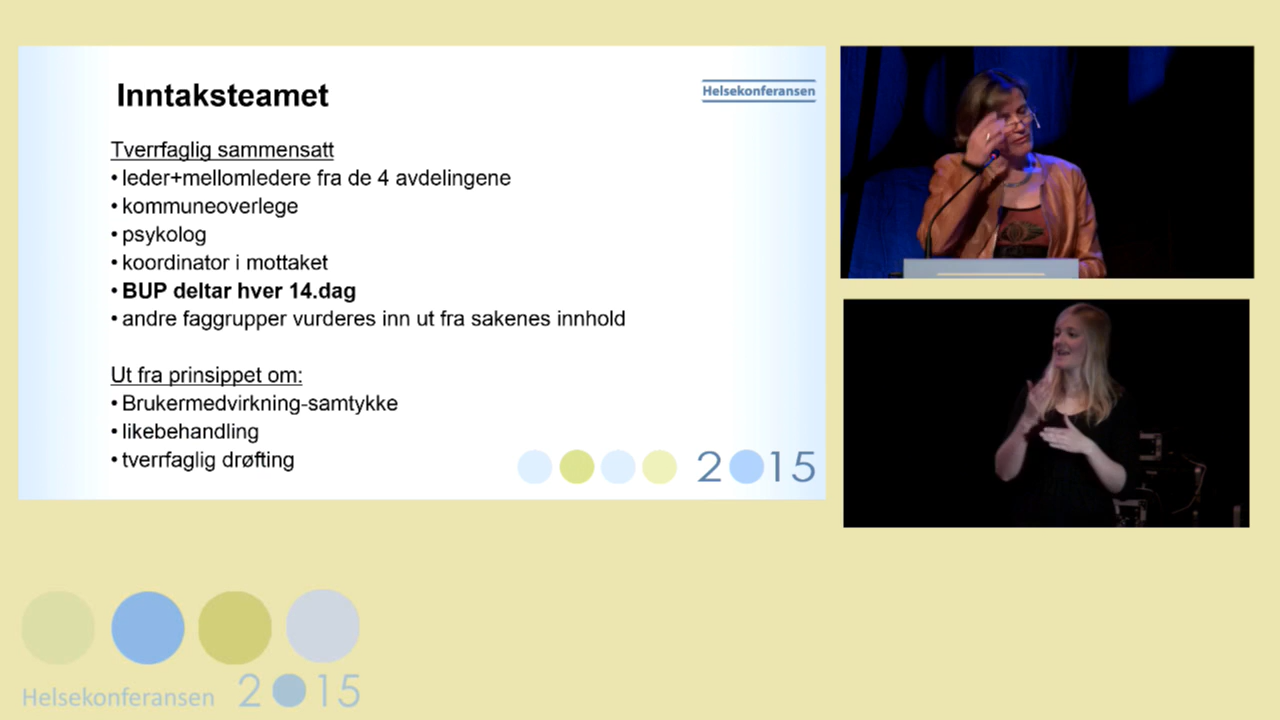 Inntaksteamet
Helsekonferansen
Tverrfaglig sammensatt
• leder+mellomledere fra de 4 avdelingene
• kommuneoverlege
• psykolog
• koordinator i mottaket
• BUP deltar hver 14.dag
• andre faggrupper vurderes inn ut fra sakenes innhold
Ut fra prinsippet om:
• Brukermedvirkning-samtykke
• likebehandling
• tverrfaglig drøfting
2015
Helsekonferansen 2015